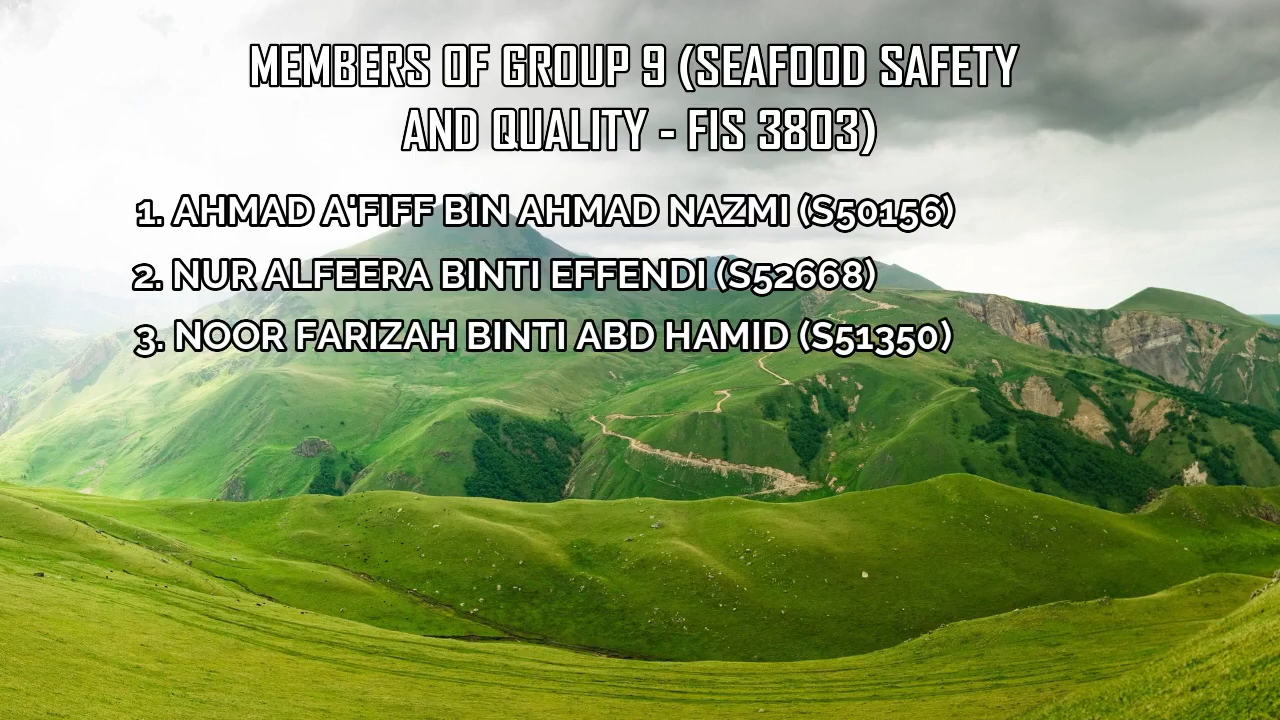 MEMBERS OF GROUP 9 (SEAFOOD SAFETY
AND QUALITY - FIS 3803)
1. AHMAD A'FIFF BIN AHMAD NAZMI (S50156)
2. NUR ALFEERA BINTI EFFENDI (S52668)
3. NOOR FARIZAH BINTI ABD HAMID (S51350)